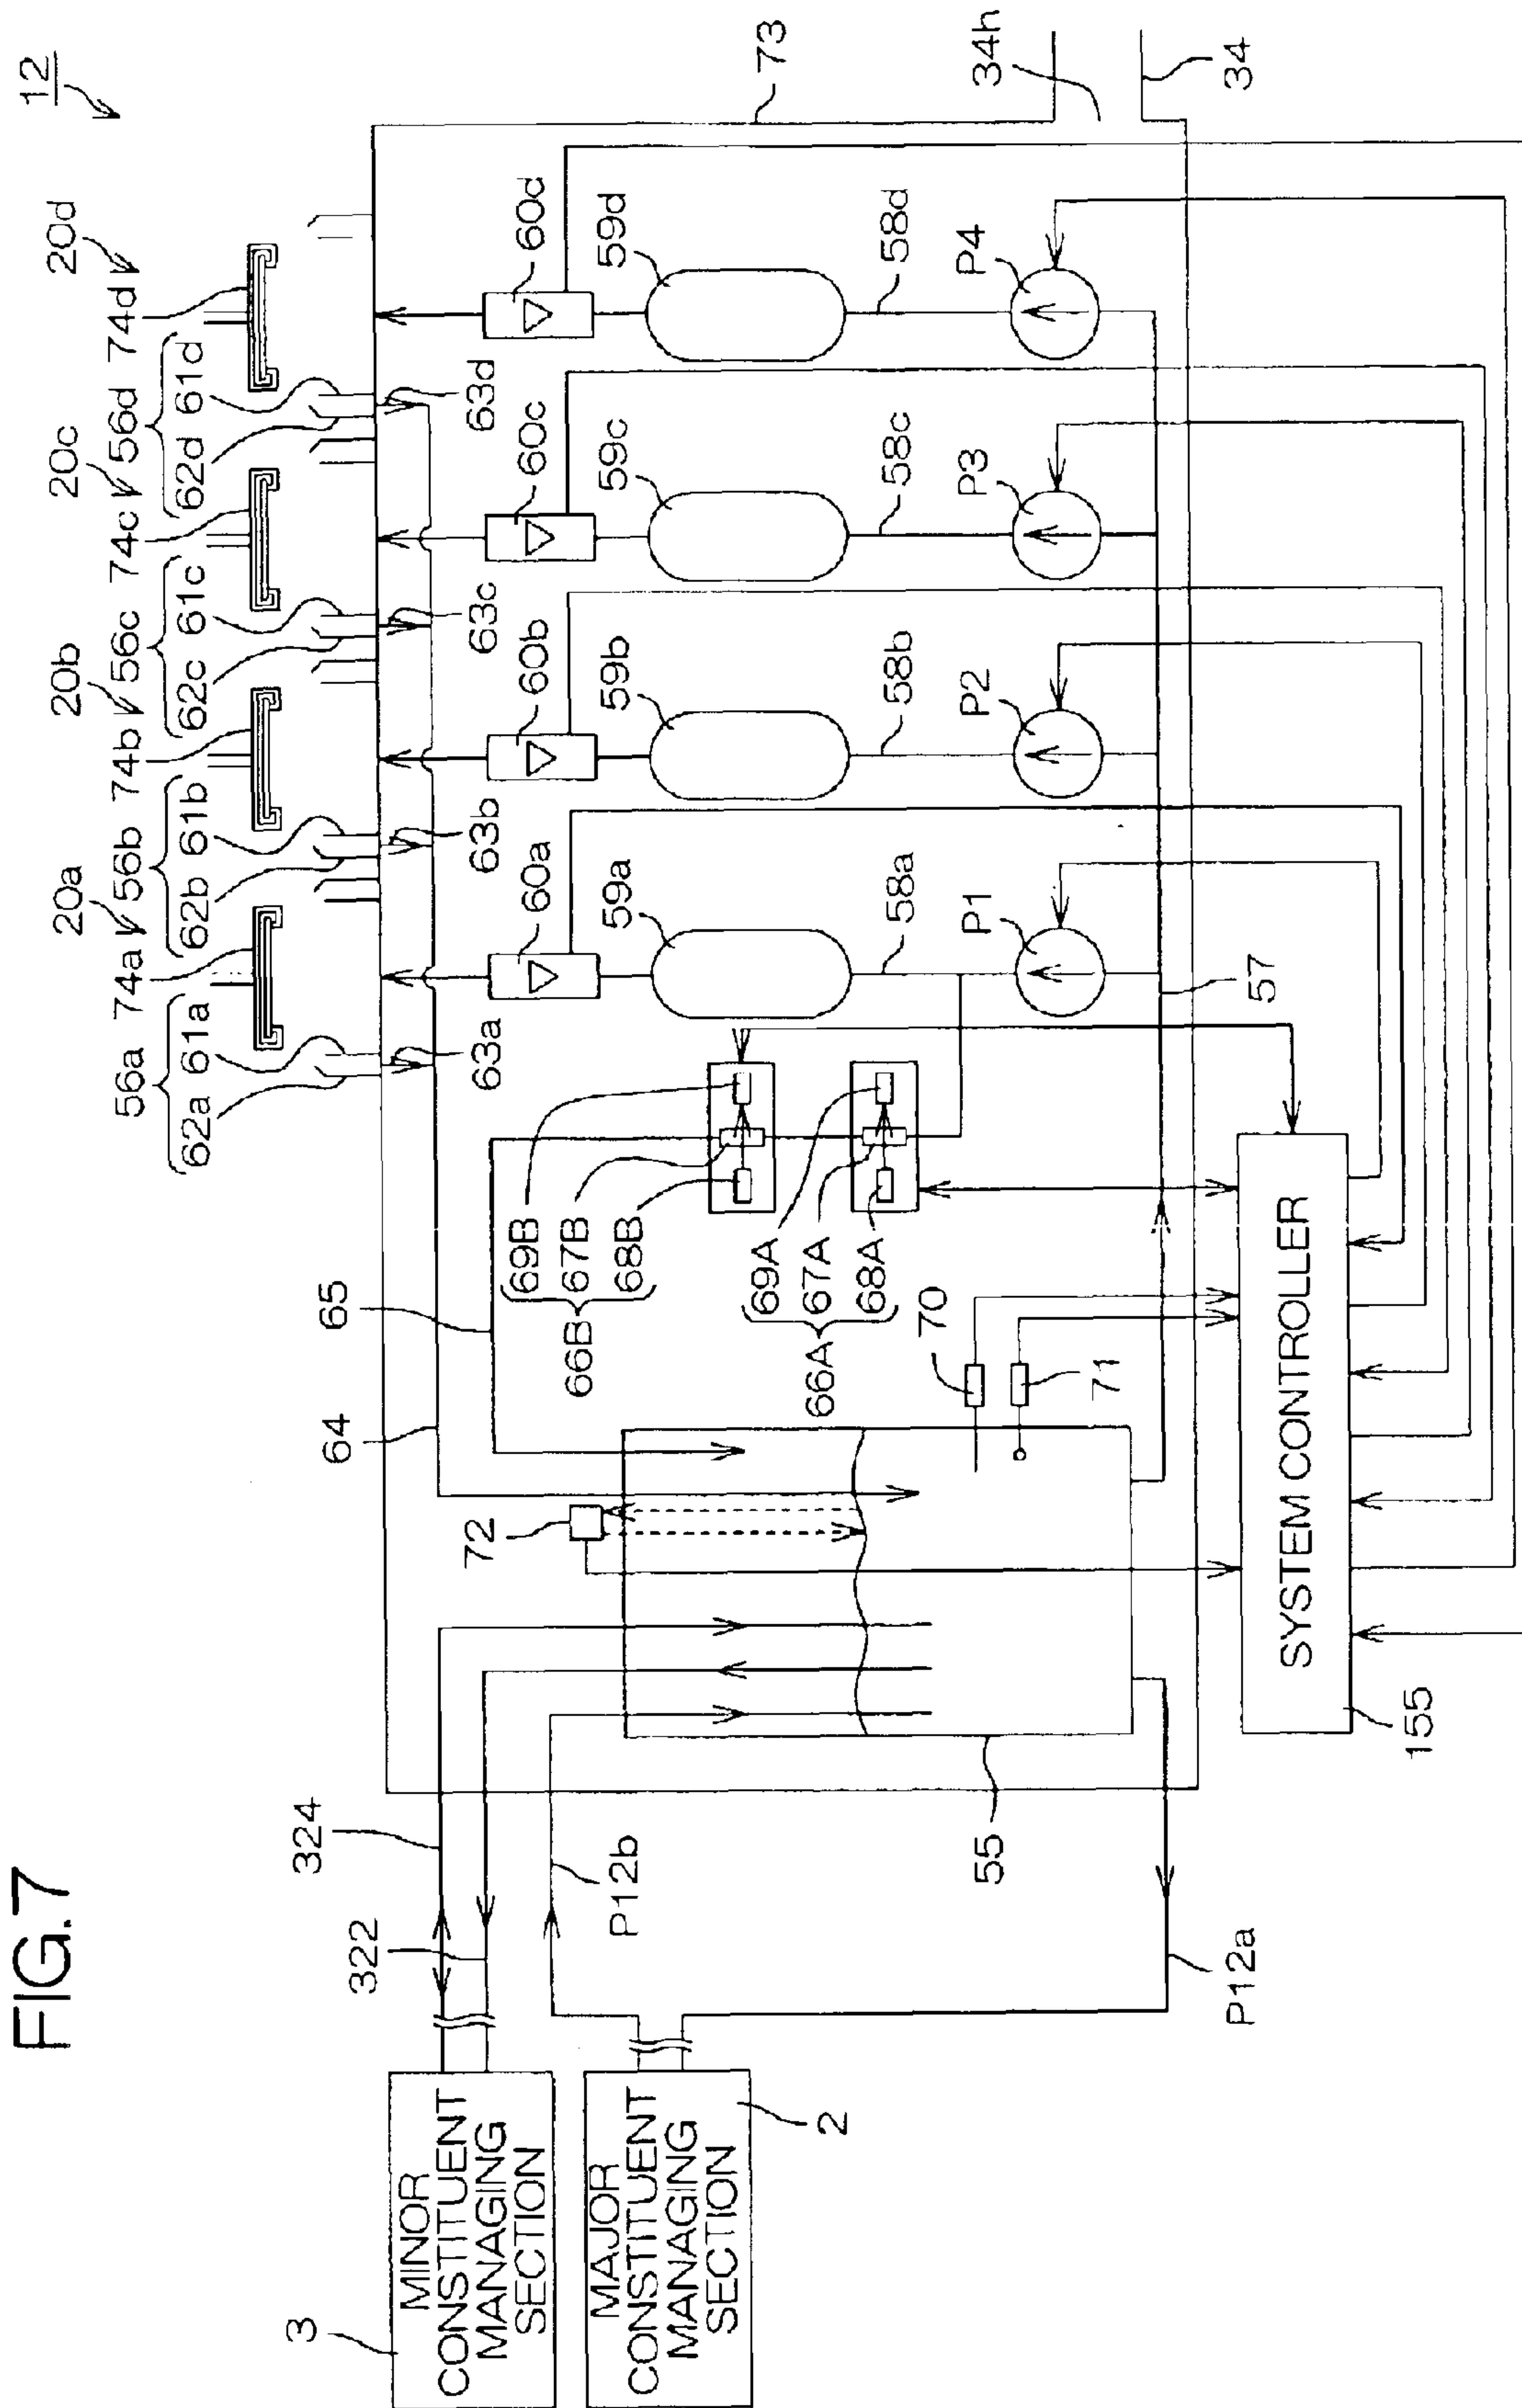 FIG.7
12
20a
20b
20c
20d
56a
74a
56b
74b
56c
74c
56d
74d
62a
61a
62b
61b
62c
61c
62d
61d
63a
63b
63c
63d
73
34h
34
64
65
72
60a
60b
60c
60d
59a
59b
59c
59d
58a
58b
58c
58d
P1
P2
P3
P4
57
69B
67B
68B
66B
69A
67A
68A
66A
70
71
324
322
P12b
P12a
55
3
MINOR
CONSTITUENT
MANAGING
SECTION
MAJOR
CONSTITUENT
MANAGING
SECTION
2
SYSTEM CONTROLLER
155